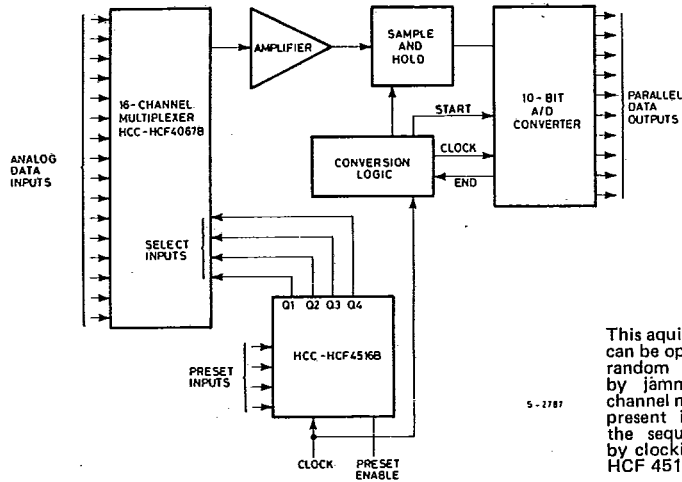 AMPLIFIER
SAMPLE
AND
HOLD
16-CHANNEL
MULTIPLEXER
HCC-HCF4067B
10-BIT
A/D
CONVERTER
PARALLEL
DATA
OUTPUTS
START
CLOCK
END
CONVERSION
LOGIC
ANALOG
DATA
INPUTS
SELECT
INPUTS
Q1 Q2 Q3 Q4
HCC-HCF4516B
PRESET
INPUTS
CLOCK
PRESET
ENABLE
S-2787
This aqui
can be op
random
by jamm
channel n
present i
the sequ
by clocki
HCF 451